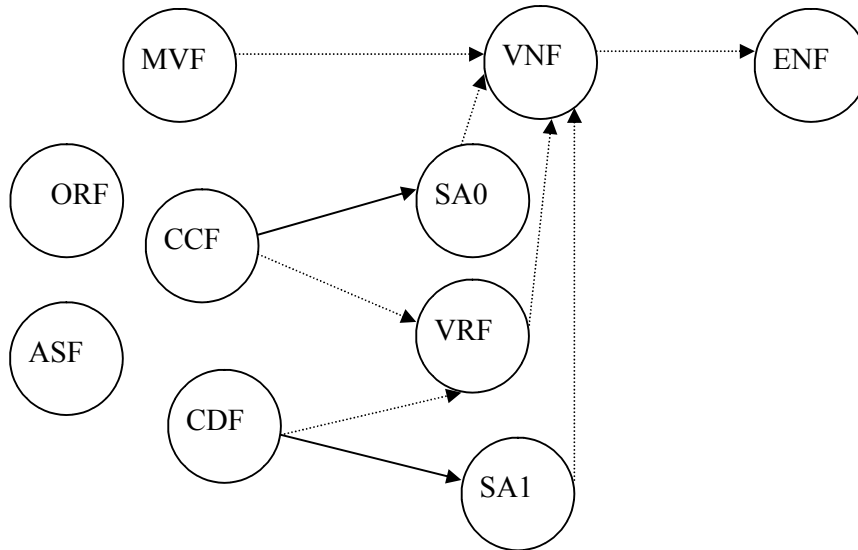 MVF
VNF
ENF
ORF
SA0
CCF
VRF
ASF
CDF
SA1